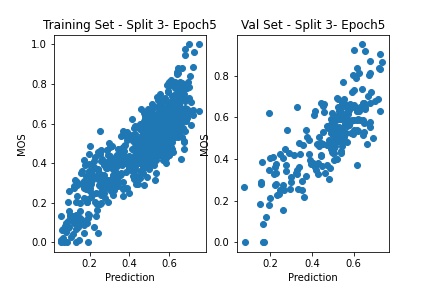 Training Set - Split 3- Epoch5
Val Set - Split 3- Epoch5
MOS
1.0
0.8
0.6
0.4
0.2
0.0
0.2 0.4 0.6
Prediction
MOS
0.8
0.6
0.4
0.2
0.0
0.2 0.4 0.6
Prediction